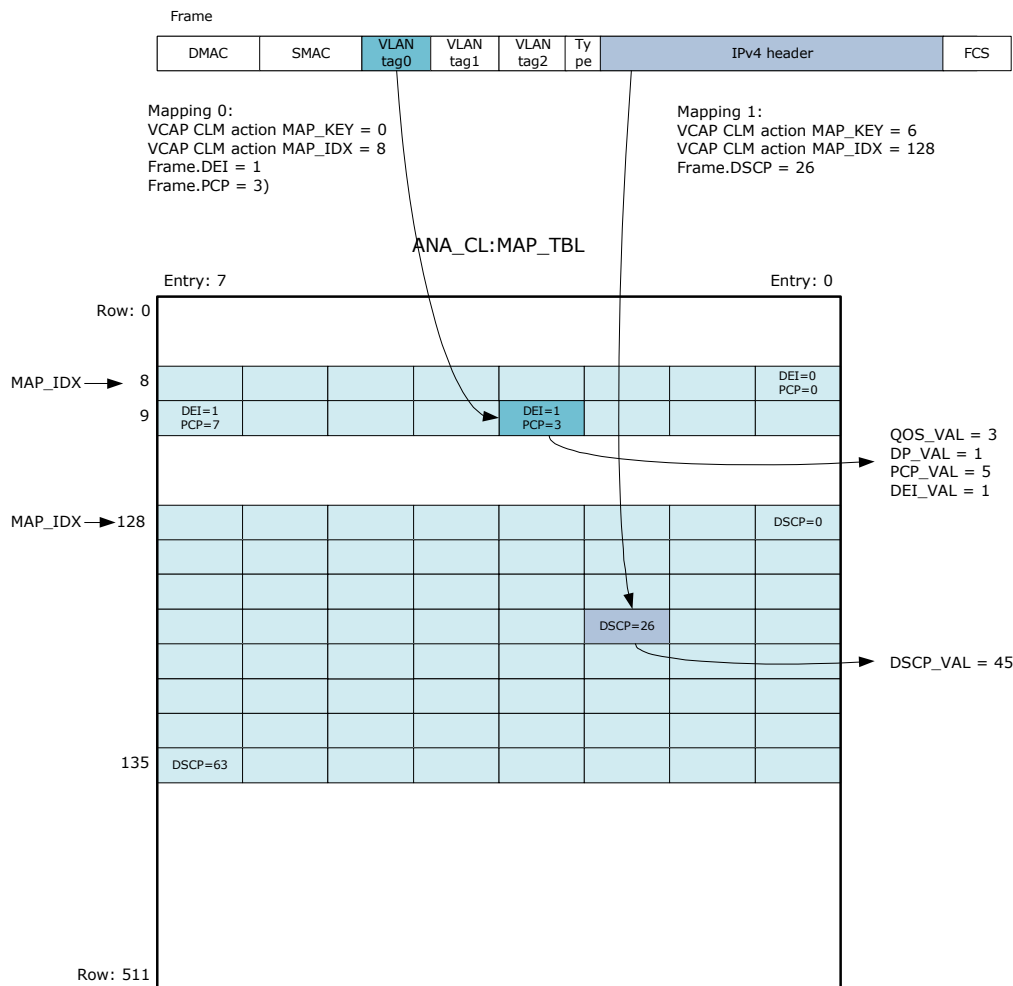 Frame
DMAC
SMAC
VLAN
tag0
VLAN
tag1
VLAN
tag2
Ty
pe
IPv4 header
FCS
Mapping 0:
VCAP CLM action MAP_KEY = 0
VCAP CLM action MAP_IDX = 8
Frame.DEI = 1
Frame.PCP = 3)
Mapping 1:
VCAP CLM action MAP_KEY = 6
VCAP CLM action MAP_IDX = 128
Frame.DSCP = 26
ANA_CL:MAP_TBL
Entry: 7
Entry: 0
Row: 0
MAP_IDX
8
DEI=0
PCP=0
9
DEI=1
PCP=7
DEI=1
PCP=3
QOS_VAL = 3
DP_VAL = 1
PCP_VAL = 5
DEI_VAL = 1
MAP_IDX
128
DSCP=0
DSCP=26
DSCP_VAL = 45
135
DSCP=63
Row: 511